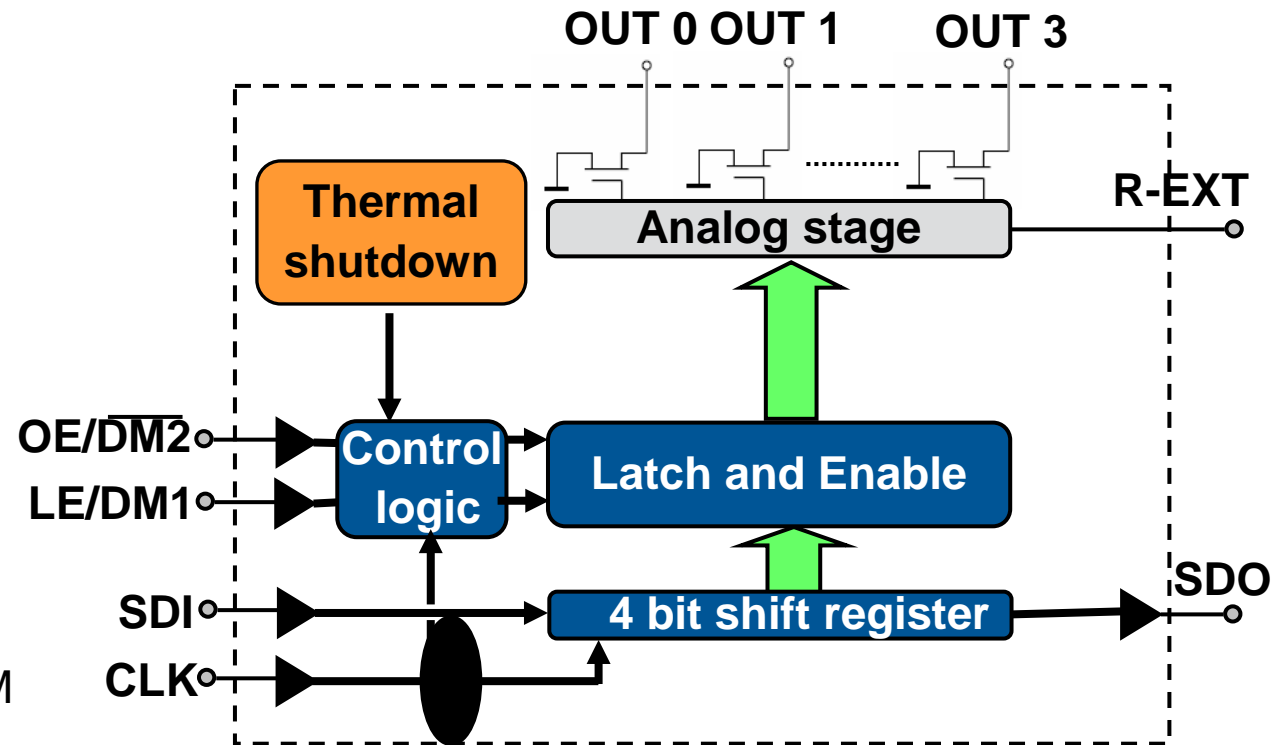 OUT 0 OUT 1 OUT 3
Thermal
shutdown
R-EXT
Analog stage
OE/DM2
Control
logic
Latch and Enable
LE/DM1
SDI
4 bit shift register
SDO
CLK
M